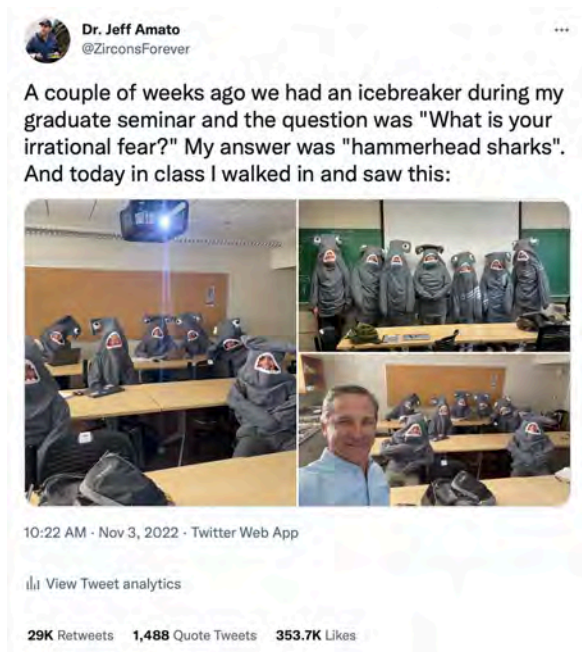 Dr. Jeff Amato
@ZirconsForever
A couple of weeks ago we had an icebreaker during my
graduate seminar and the question was "What is your
irrational fear?" My answer was "hammerhead sharks".
And today in class I walked in and saw this:
10:22 AM · Nov 3, 2022 · Twitter Web App
View Tweet analytics
29K Retweets 1,488 Quote Tweets 353.7K Likes